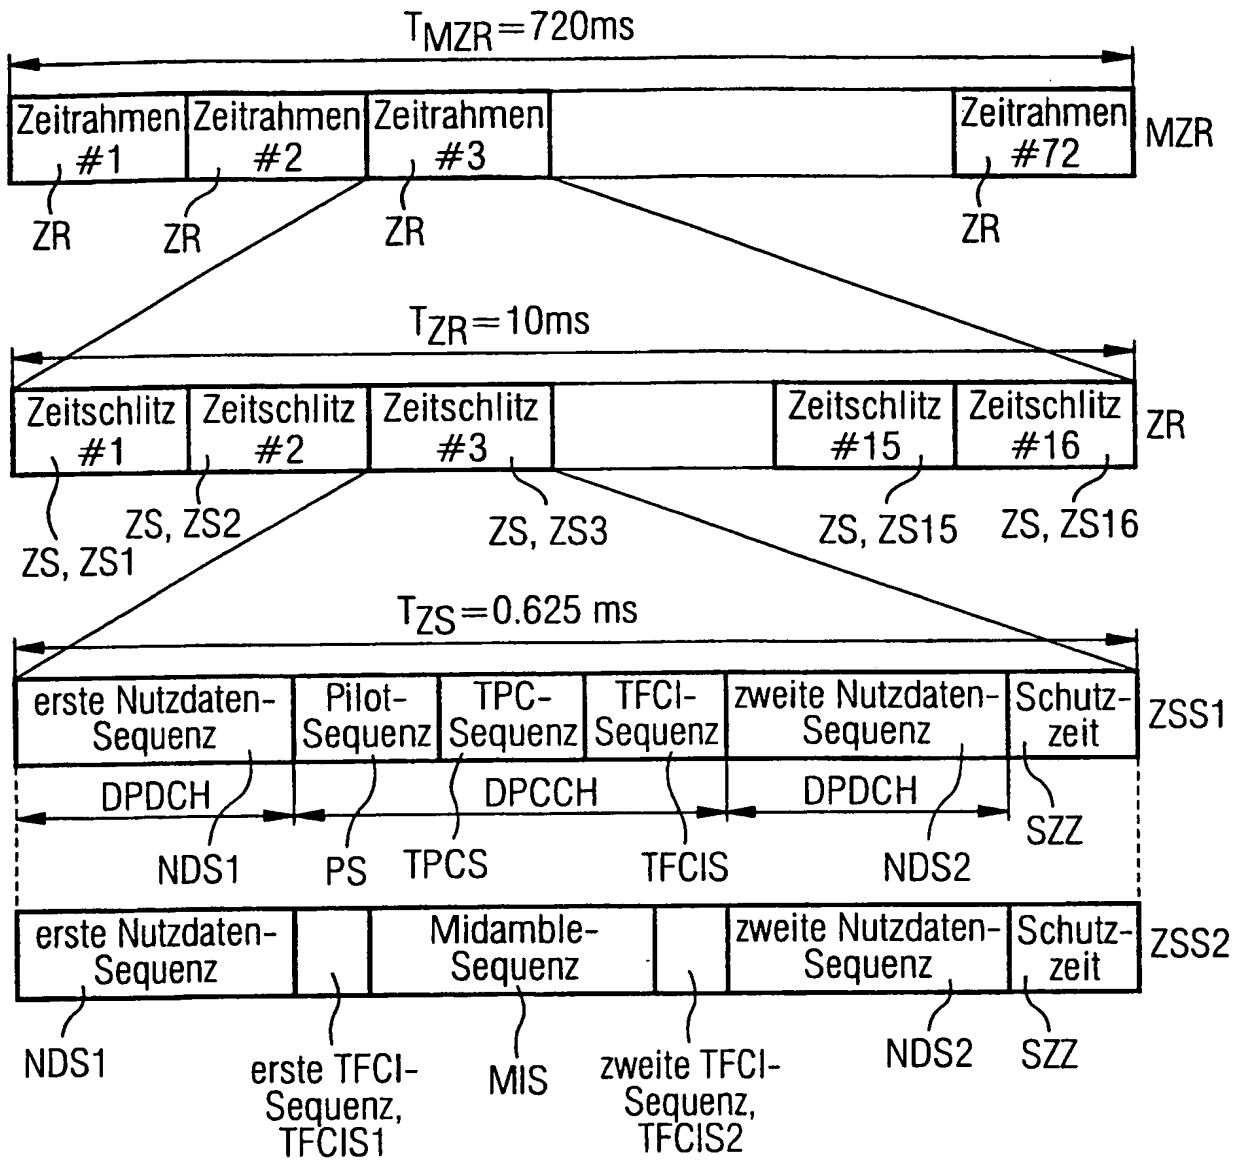 TMZR=720ms
Zeitrahmen #1
Zeitrahmen #2
Zeitrahmen #3
Zeitrahmen #72
MZR
ZR
ZR
ZR
ZR
TZR=10ms
Zeitschlitz #1
Zeitschlitz #2
Zeitschlitz #3
Zeitschlitz #15
Zeitschlitz #16
ZR
ZS, ZS1
ZS, ZS2
ZS, ZS3
ZS, ZS15
ZS, ZS16
TZS=0.625 ms
erste Nutzdaten-
Sequenz
Pilot-
Sequenz
TPC-
Sequenz
TFCI-
Sequenz
zweite Nutzdaten-
Sequenz
Schutz-
zeit
ZSS1
DPDCH
DPCCH
DPDCH
NDS1
PS
TPCS
TFCIS
NDS2
SZZ
erste Nutzdaten-
Sequenz
Midamble-
Sequenz
zweite Nutzdaten-
Sequenz
Schutz-
zeit
ZSS2
NDS1
erste TFCI-
Sequenz,
TFCIS1
MIS
zweite TFCI-
Sequenz,
TFCIS2
NDS2
SZZ